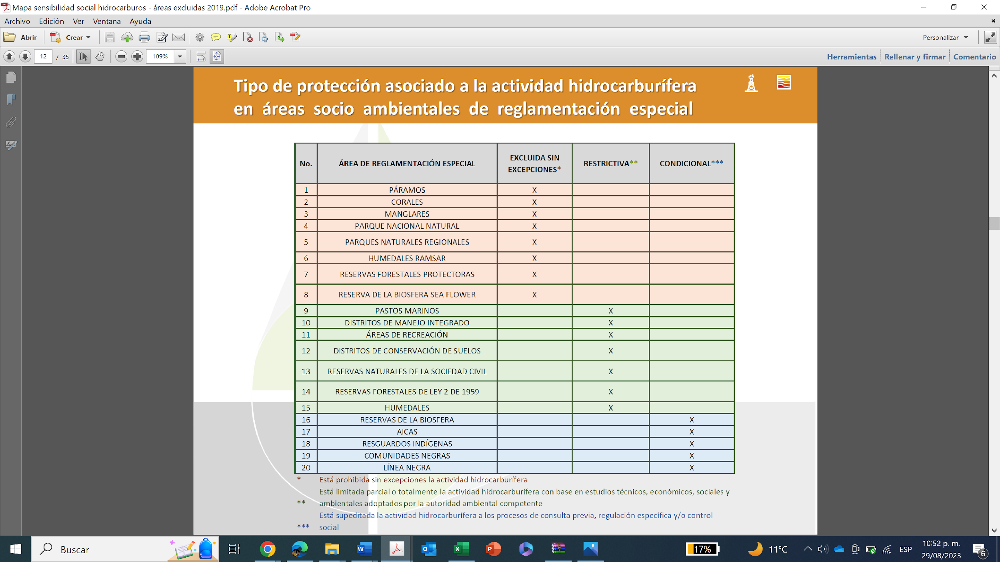 Mapa sensibilidad social hidrocarburos - áreas excluidas 2019.pdf - Adobe Acrobat Pro
Archivo Edición Ver Ventana Ayuda
Abrir Crear Personalizar
12 / 35 109% Herramientas Rellenar y firmar Comentario
Tipo de protección asociado a la actividad hidrocarburífera
en áreas socio ambientales de reglamentación especial
No. ÁREA DE REGLAMENTACIÓN ESPECIAL EXCLUIDA SIN EXCEPCIONES* RESTRICTIVA** CONDICIONAL***
1 PÁRAMOS X
2 CORALES X
3 MANGLARES X
4 PARQUE NACIONAL NATURAL X
5 PARQUES NATURALES REGIONALES X
6 HUMEDALES RAMSAR X
7 RESERVAS FORESTALES PROTECTORAS X
8 RESERVA DE LA BIOSFERA SEA FLOWER X
9 PASTOS MARINOS X
10 DISTRITOS DE MANEJO INTEGRADO X
11 ÁREAS DE RECREACIÓN X
12 DISTRITOS DE CONSERVACIÓN DE SUELOS X
13 RESERVAS NATURALES DE LA SOCIEDAD CIVIL X
14 RESERVAS FORESTALES DE LEY 2 DE 1959 X
15 HUMEDALES X
16 RESERVAS DE LA BIOSFERA X
17 AICAS X
18 RESGUARDOS INDÍGENAS X
19 COMUNIDADES NEGRAS X
20 LÍNEA NEGRA X
* Está prohibida sin excepciones la actividad hidrocarburífera
Está limitada parcial o totalmente la actividad hidrocarburífera con base en estudios técnicos, económicos, sociales y
** ambientales adoptados por la autoridad ambiental competente
Está supeditada la actividad hidrocarburífera a los procesos de consulta previa, regulación específica y/o control
*** social
Buscar 17% 11°C ESP 10:52 p. m.
29/08/2023 6